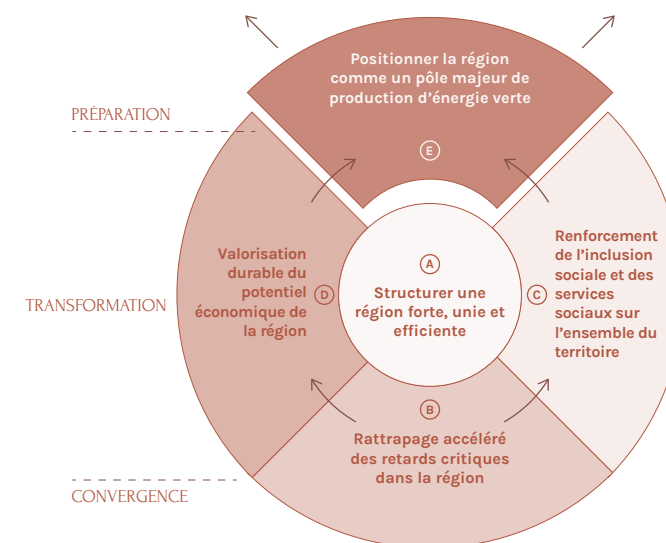 Positionner la région
comme un pôle majeur de
production d’énergie verte
E
PRÉPARATION
Valorisation
durable du
potentiel
économique de
la région
D
A
Structurer une
région forte, unie et
efficiente
C
Renforcement
de l’inclusion
sociale et des
services
sociaux sur
l’ensemble du
territoire
TRANSFORMATION
B
Rattrapage accéléré
des retards critiques
dans la région
CONVERGENCE